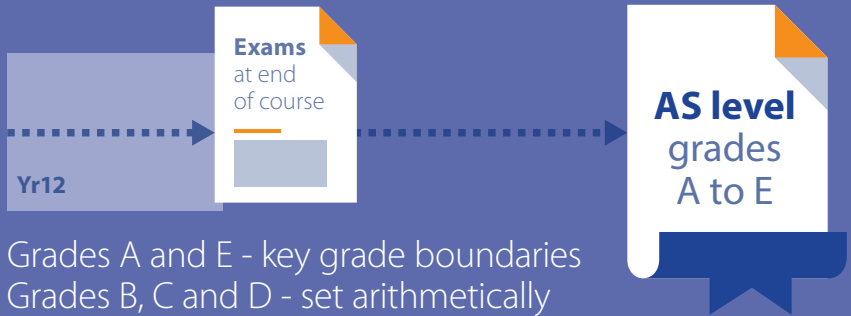 Exams
at end
of course
Yr12
AS level
grades
A to E
Grades A and E - key grade boundaries
Grades B, C and D - set arithmetically